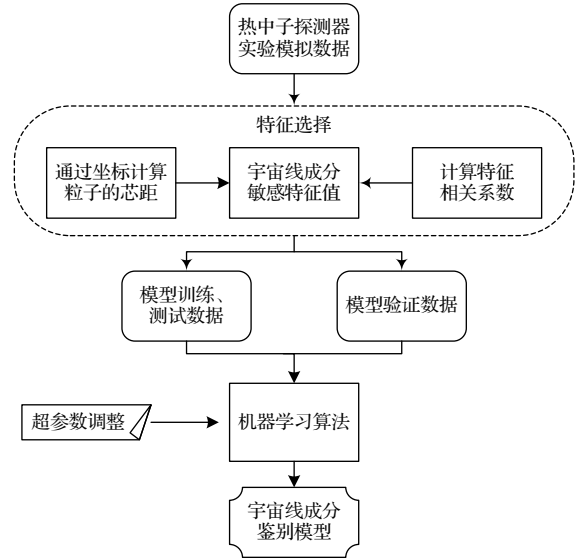 热中子探测器
实验模拟数据
特征选择
通过坐标计算
粒子的芯距
宇宙线成分
敏感特征值
计算特征
相关系数
模型训练、
测试数据
模型验证数据
超参数调整
机器学习算法
宇宙线成分
鉴别模型